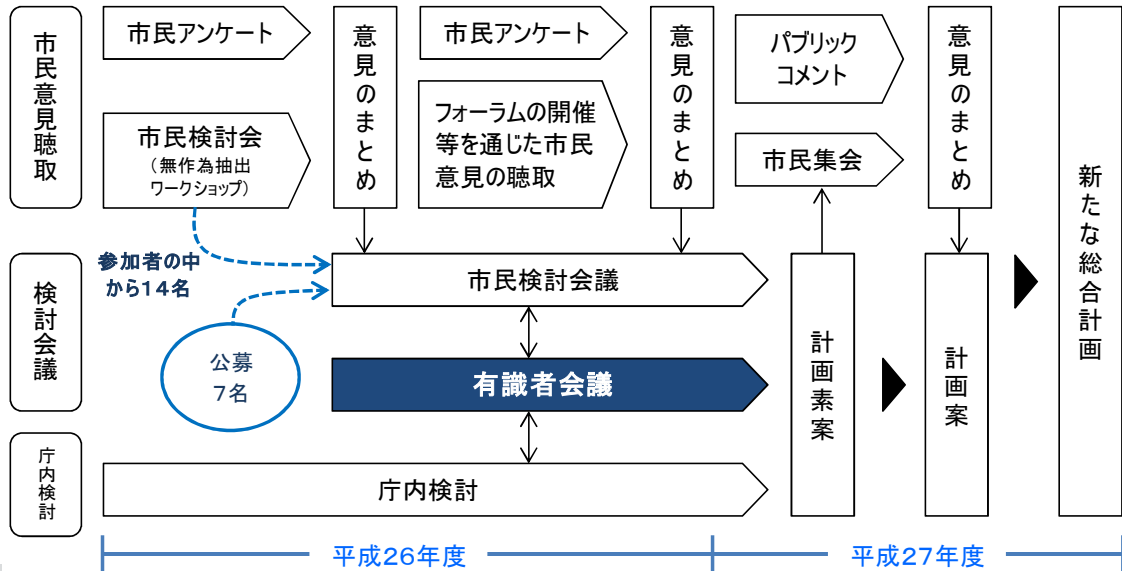 市民意見聴取
市民アンケート
市民検討会
（無作為抽出
ワークショップ）
意見のまとめ
市民アンケート
フォーラムの開催
等を通じた市民
意見の聴取
意見のまとめ
パブリック
コメント
市民集会
意見のまとめ
新たな総合計画
検討会議
参加者の中
から１４名
公募
７名
市民検討会議
有識者会議
計画素案
計画案
庁内検討
庁内検討
平成２６年度
平成２７年度